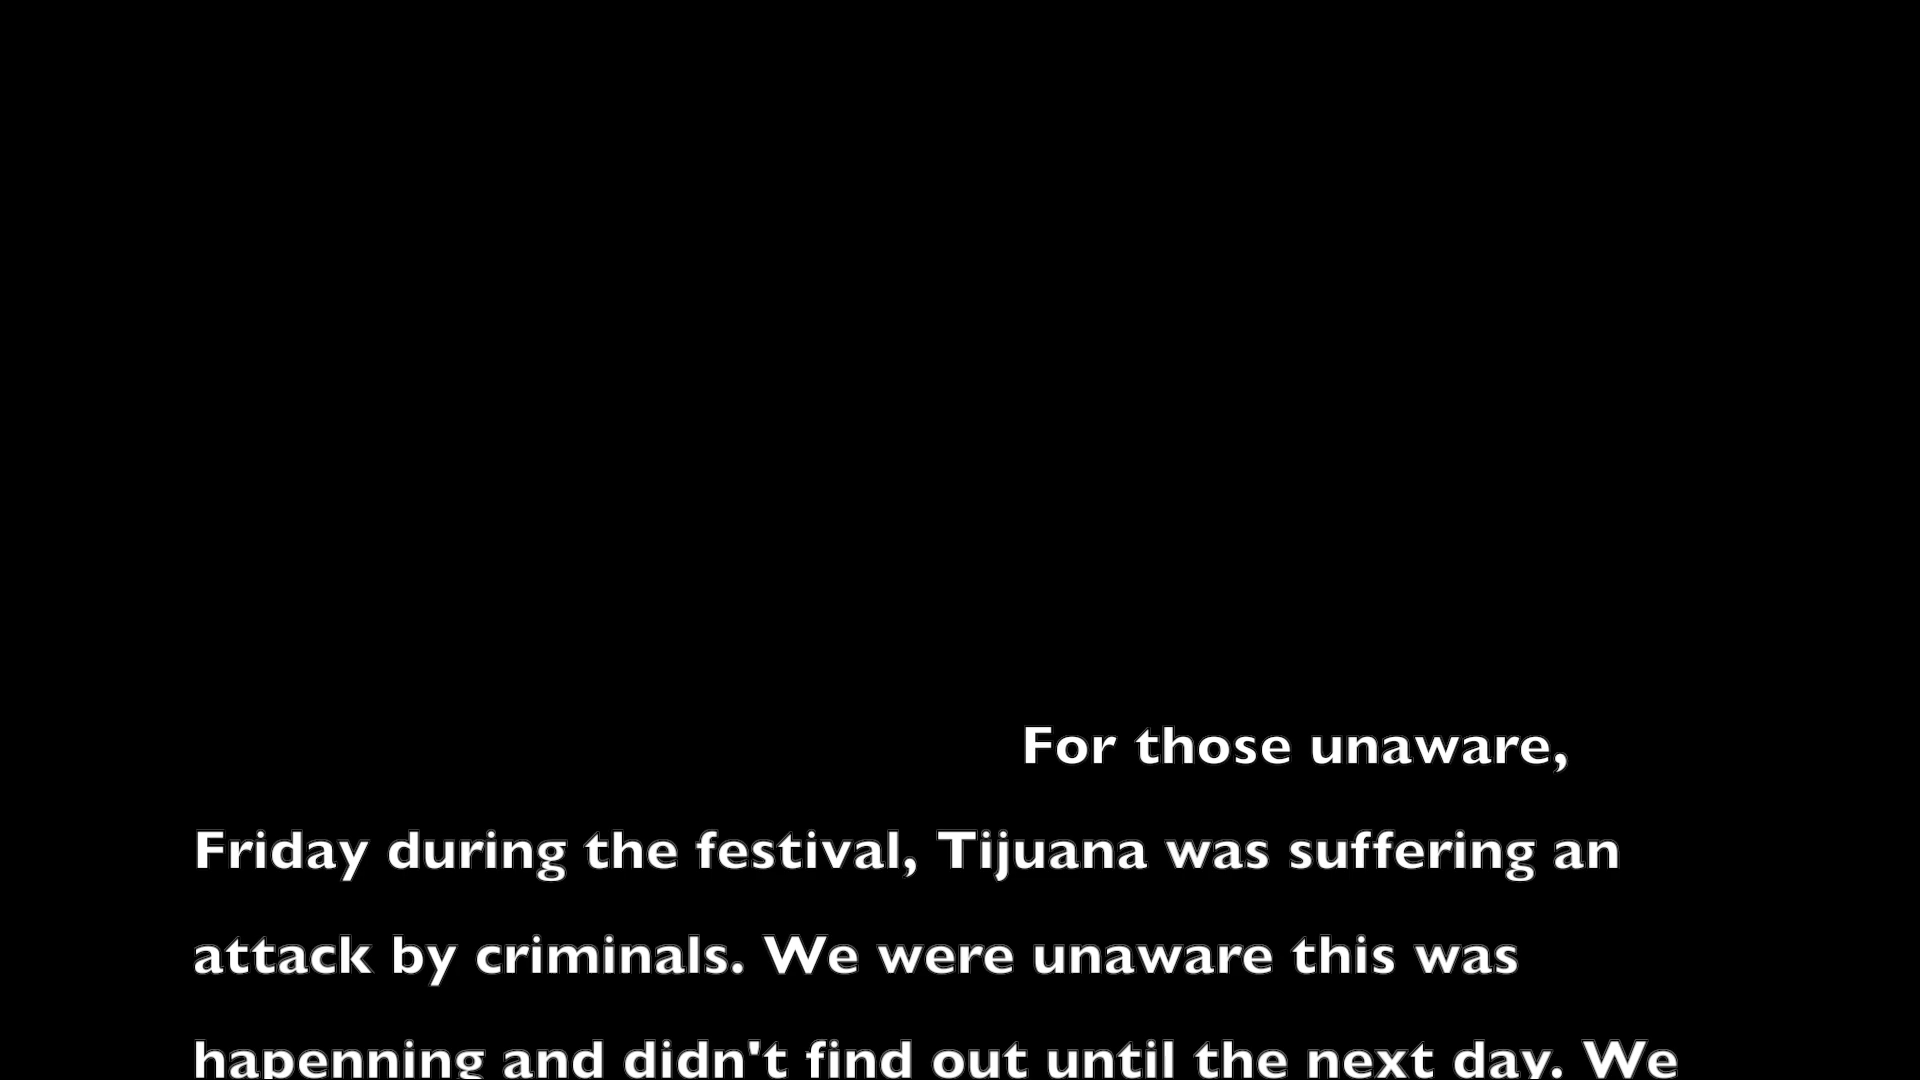 For those unaware,
Friday during the festival, Tijuana was suffering an
attack by criminals. We were unaware this was
hapenning and didn't find out until the next day. We